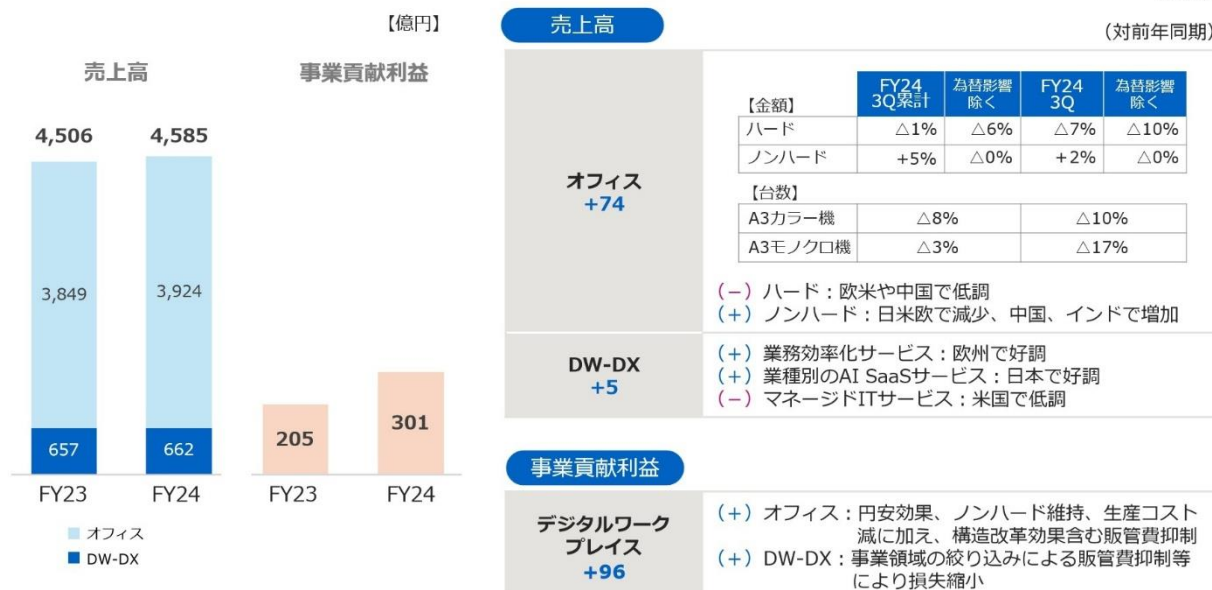 【億円】
売上高
事業貢献利益
4,506
4,585
3,849
3,924
657
662
205
301
FY23
FY24
FY23
FY24
オフィス
DW-DX
売上高
(対前年同期)
オフィス
+74
【金額】
FY24 3Q累計
為替影響除く
FY24 3Q
為替影響除く
ハード △1% △6% △7% △10%
ノンハード +5% △0% +2% △0%
【台数】
A3カラー機 △8% △10%
A3モノクロ機 △3% △17%
(-) ハード：欧米や中国で低調
(+) ノンハード：日米欧で減少、中国、インドで増加
DW-DX
+5
(+) 業務効率化サービス：欧州で好調
(+) 業種別のAI SaaSサービス：日本で好調
(-) マネージドITサービス：米国で低調
事業貢献利益
デジタルワーク
プレイス
+96
(+) オフィス：円安効果、ノンハード維持、生産コスト
減に加え、構造改革効果含む販管費抑制
(+) DW-DX：事業領域の絞り込みによる販管費抑制等
により損失縮小